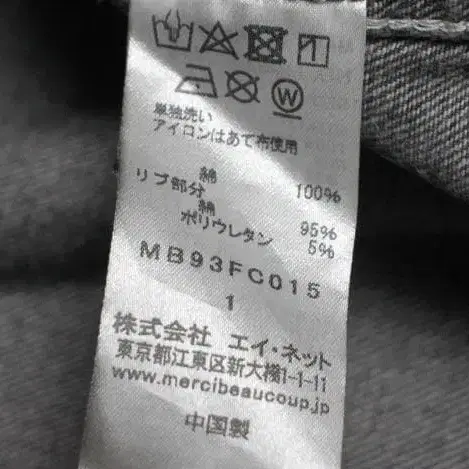 W
単独洗い
アイロンはあて布使用
綿 100%
リブ部分
綿 95%
ポリウレタン 5%
MB93FC015
1
株式会社 エイ・ネット
東京都江東区新大橋1-1-11
www.mercibeaucoup.jp
中国製